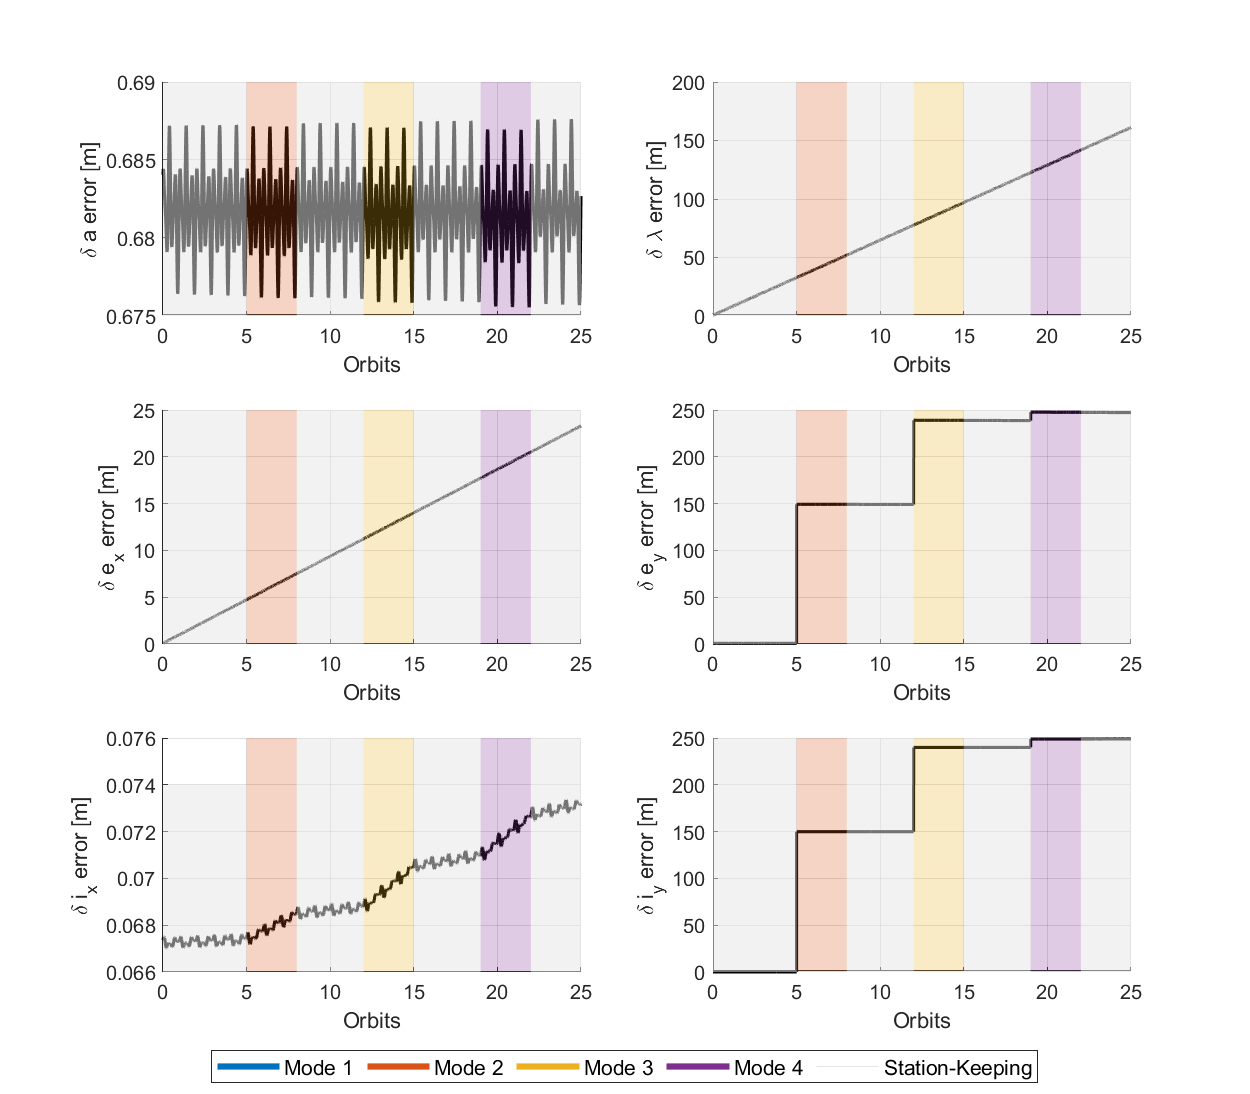 0.69
0.685
0.68
0.675
δ a error [m]
0 5 10 15 20 25
Orbits
200
150
100
50
0
δ λ error [m]
0 5 10 15 20 25
Orbits
25
20
15
10
5
0
δ e_x error [m]
0 5 10 15 20 25
Orbits
250
200
150
100
50
0
δ e_y error [m]
0 5 10 15 20 25
Orbits
0.076
0.074
0.072
0.07
0.068
0.066
δ i_x error [m]
0 5 10 15 20 25
Orbits
250
200
150
100
50
0
δ i_y error [m]
0 5 10 15 20 25
Orbits
Mode 1 Mode 2 Mode 3 Mode 4 Station-Keeping